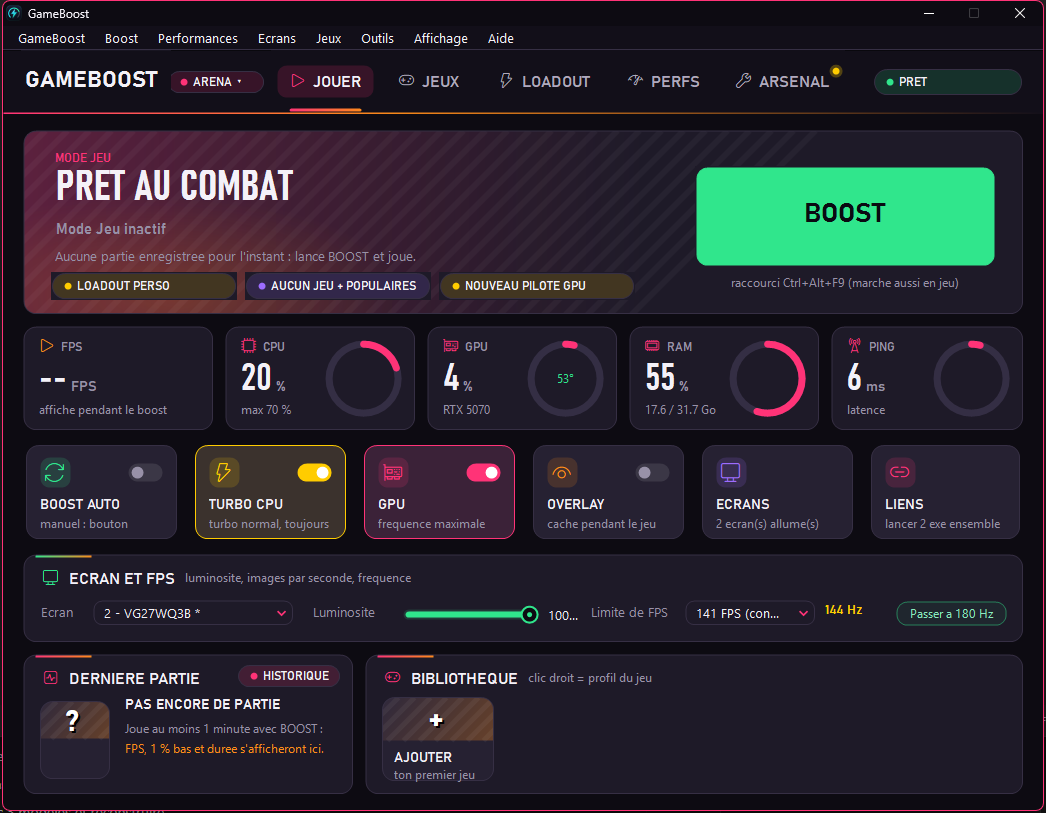 GameBoost
GameBoost Boost Performances Ecrans Jeux Outils Affichage Aide
GAMEBOOST ARENA JOUER JEUX LOADOUT PERFS ARSENAL PRET
MODE JEU
PRET AU COMBAT
Mode Jeu inactif
Aucune partie enregistree pour l'instant : lance BOOST et joue.
LOADOUT PERSO AUCUN JEU + POPULAIRES NOUVEAU PILOTE GPU
BOOST
raccourci Ctrl+Alt+F9 (marche aussi en jeu)
FPS
-- FPS
affiche pendant le boost
CPU
20 %
max 70 %
GPU
4 %
RTX 5070
53°
RAM
55 %
17.6 / 31.7 Go
PING
6 ms
latence
BOOST AUTO
manuel : bouton
TURBO CPU
turbo normal, toujours
GPU
frequence maximale
OVERLAY
cache pendant le jeu
ECRANS
2 ecran(s) allume(s)
LIENS
lancer 2 exe ensemble
ECRAN ET FPS luminosite, images par seconde, frequence
Ecran 2 - VG27WQ3B * Luminosite 100... Limite de FPS 141 FPS (con... 144 Hz Passer a 180 Hz
DERNIERE PARTIE HISTORIQUE
?
PAS ENCORE DE PARTIE
Joue au moins 1 minute avec BOOST :
FPS, 1 % bas et duree s'afficheront ici.
BIBLIOTHEQUE clic droit = profil du jeu
+
AJOUTER
ton premier jeu